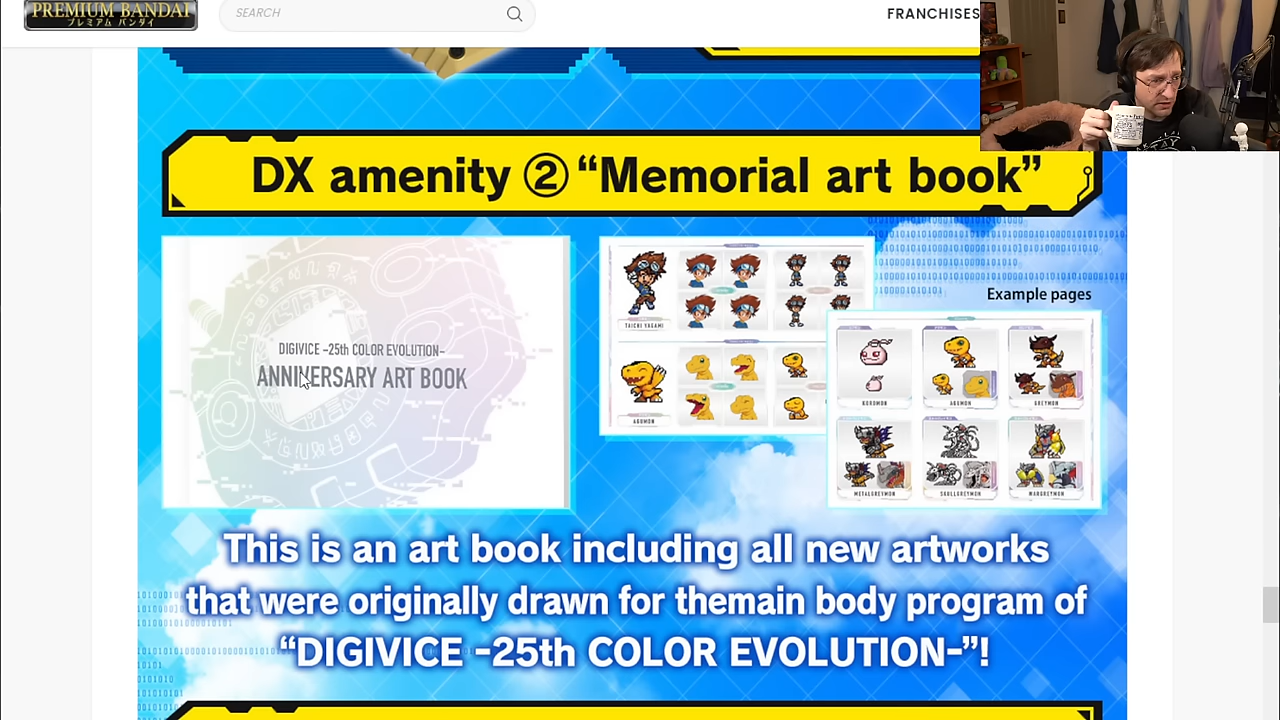 PREMIUM BANDAI
プレミアム バンダイ
SEARCH
FRANCHISES
DX amenity ② “Memorial art book”
Example pages
DIGIVICE -25th COLOR EVOLUTION-
ANNIVERSARY ART BOOK
TAICHI YAGAMI
AGUMON
KOROMON
AGUMON
GREYMON
METALGREYMON
SKULLGREYMON
WARGREYMON
This is an art book including all new artworks
that were originally drawn for themain body program of
“DIGIVICE -25th COLOR EVOLUTION-”!